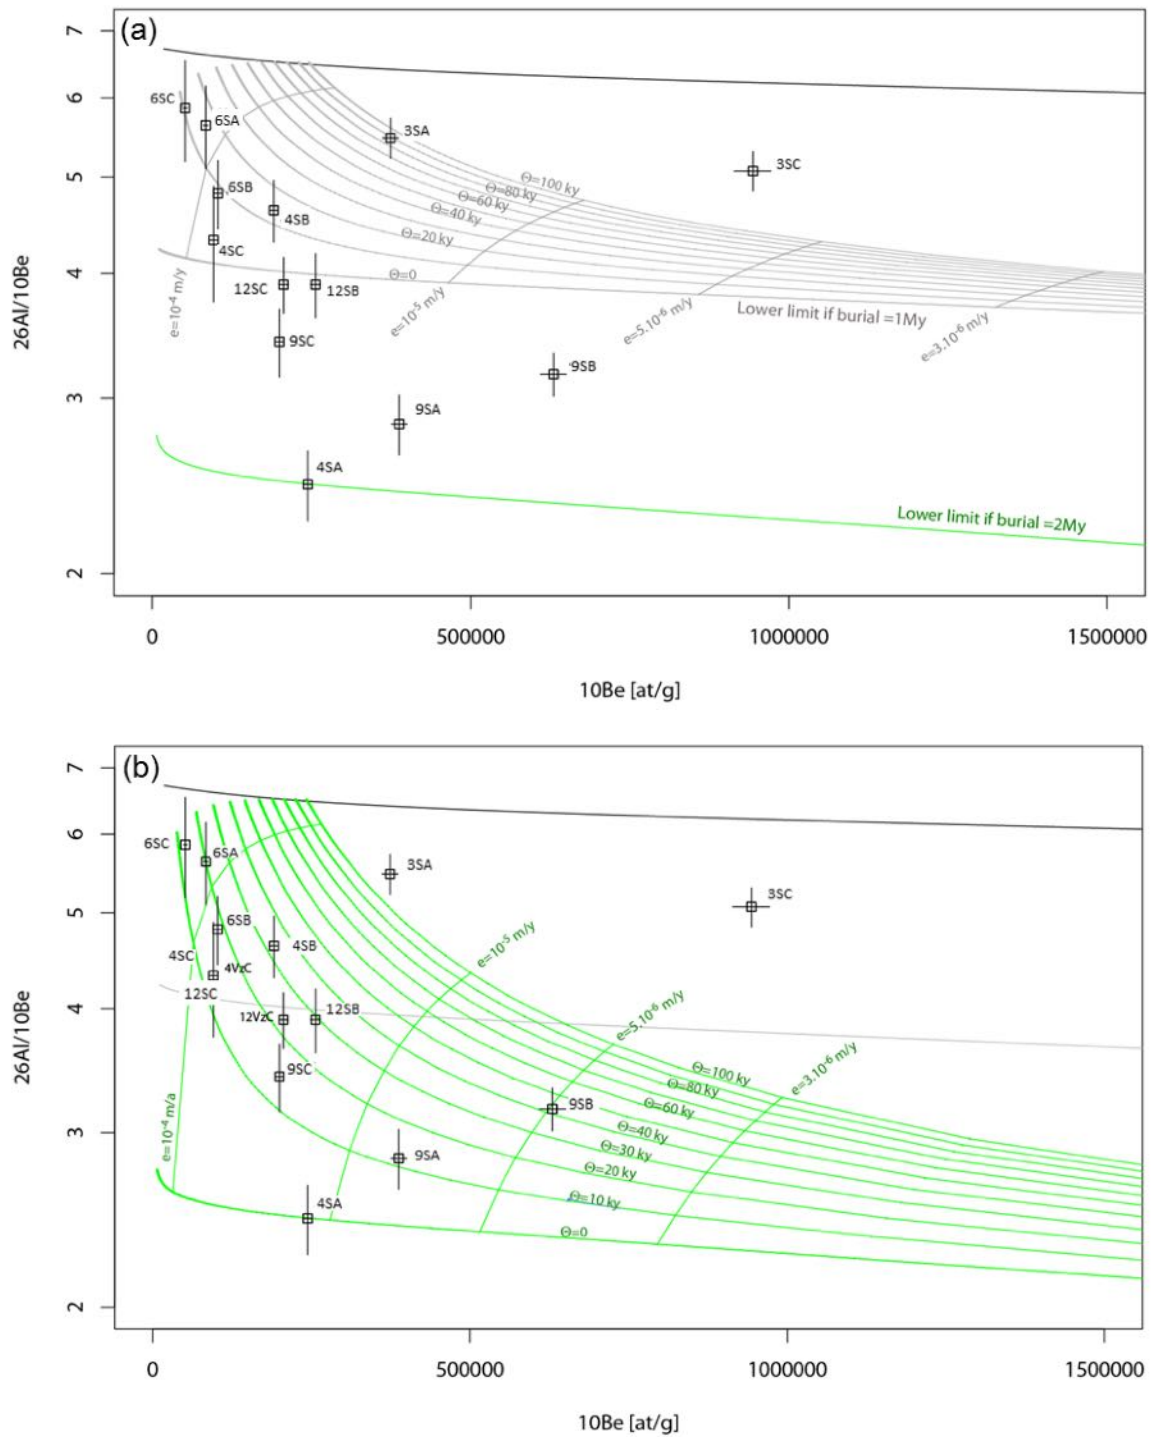 (a)
7
6
5
4
3
2
26Al/10Be
6SC
6SA
3SA
3SC
6SB
4SB
4SC
12SC
12SB
9SC
9SB
9SA
4SA
Θ=100 ky
Θ=80 ky
Θ=60 ky
Θ=40 ky
Θ=20 ky
Θ=0
e=10⁻⁴ m/y
e=10⁻⁵ m/y
e=5.10⁻⁶ m/y
e=3.10⁻⁶ m/y
Lower limit if burial =1My
Lower limit if burial =2My
0 500000 1000000 1500000
10Be [at/g]
(b)
7
6
5
4
3
2
26Al/10Be
6SC
6SA
3SA
3SC
6SB
4SB
4SC
4VzC
12SC
12VzC
12SB
9SC
9SB
9SA
4SA
e=10⁻⁵ m/y
e=5.10⁻⁶ m/y
e=3.10⁻⁶ m/y
e=10⁻⁴ m/a
Θ=100 ky
Θ=80 ky
Θ=60 ky
Θ=40 ky
Θ=30 ky
Θ=20 ky
Θ=10 ky
Θ=0
0 500000 1000000 1500000
10Be [at/g]